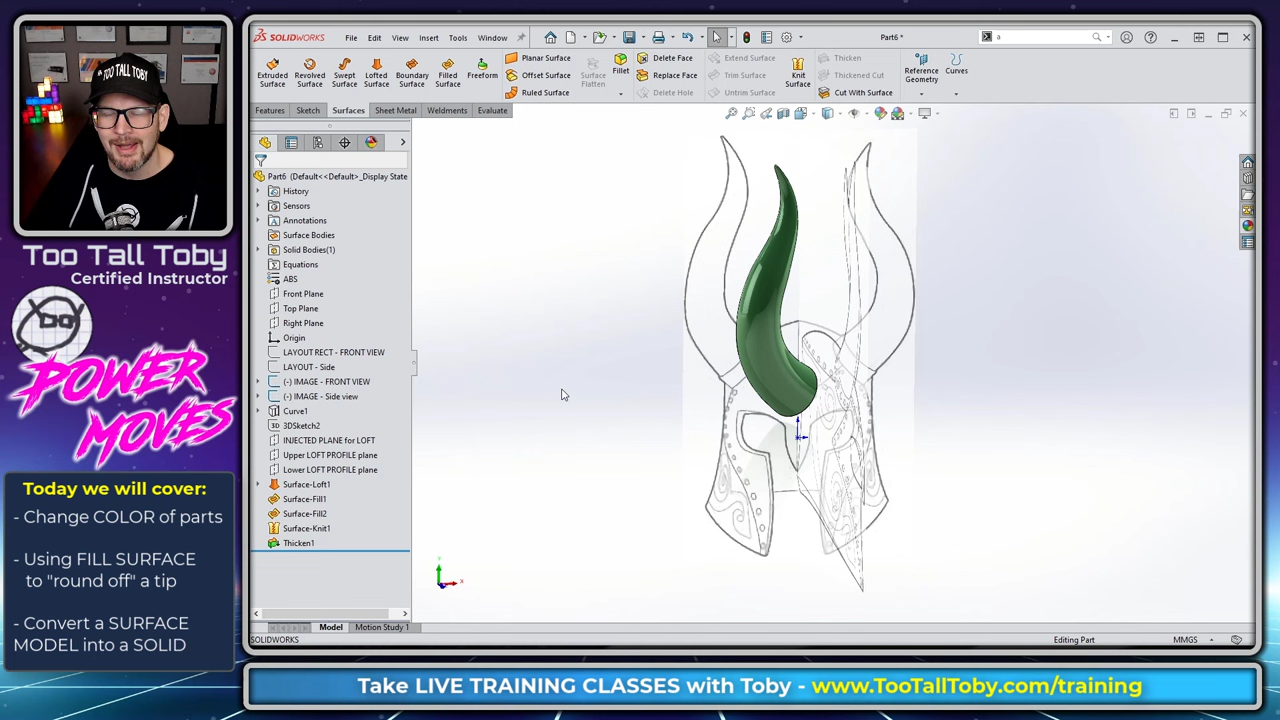 "TOO TALL TOBY"
Too Tall Toby
Certified Instructor
POWER
MOVES
Today we will cover:
- Change COLOR of parts
- Using FILL SURFACE
to "round off" a tip
- Convert a SURFACE
MODEL into a SOLID
SOLIDWORKS
File
Edit
View
Insert
Tools
Window
Part6 *
a
Extruded Surface
Revolved Surface
Swept Surface
Lofted Surface
Boundary Surface
Filled Surface
Freeform
Planar Surface
Offset Surface
Ruled Surface
Surface Flatten
Fillet
Delete Face
Replace Face
Delete Hole
Extend Surface
Trim Surface
Untrim Surface
Knit Surface
Thicken
Thickened Cut
Cut With Surface
Reference Geometry
Curves
Features
Sketch
Surfaces
Sheet Metal
Weldments
Evaluate
Part6 (Default<<Default>_Display State
History
Sensors
Annotations
Surface Bodies
Solid Bodies(1)
Equations
ABS
Front Plane
Top Plane
Right Plane
Origin
LAYOUT RECT - FRONT VIEW
LAYOUT - Side
(-) IMAGE - FRONT VIEW
(-) IMAGE - Side view
Curve1
3DSketch2
INJECTED PLANE for LOFT
Upper LOFT PROFILE plane
Lower LOFT PROFILE plane
Surface-Loft1
Surface-Fill1
Surface-Fill2
Surface-Knit1
Thicken1
Y
X
Model
Motion Study 1
SOLIDWORKS
Editing Part
MMGS
Take LIVE TRAINING CLASSES with Toby - www.TooTallToby.com/training